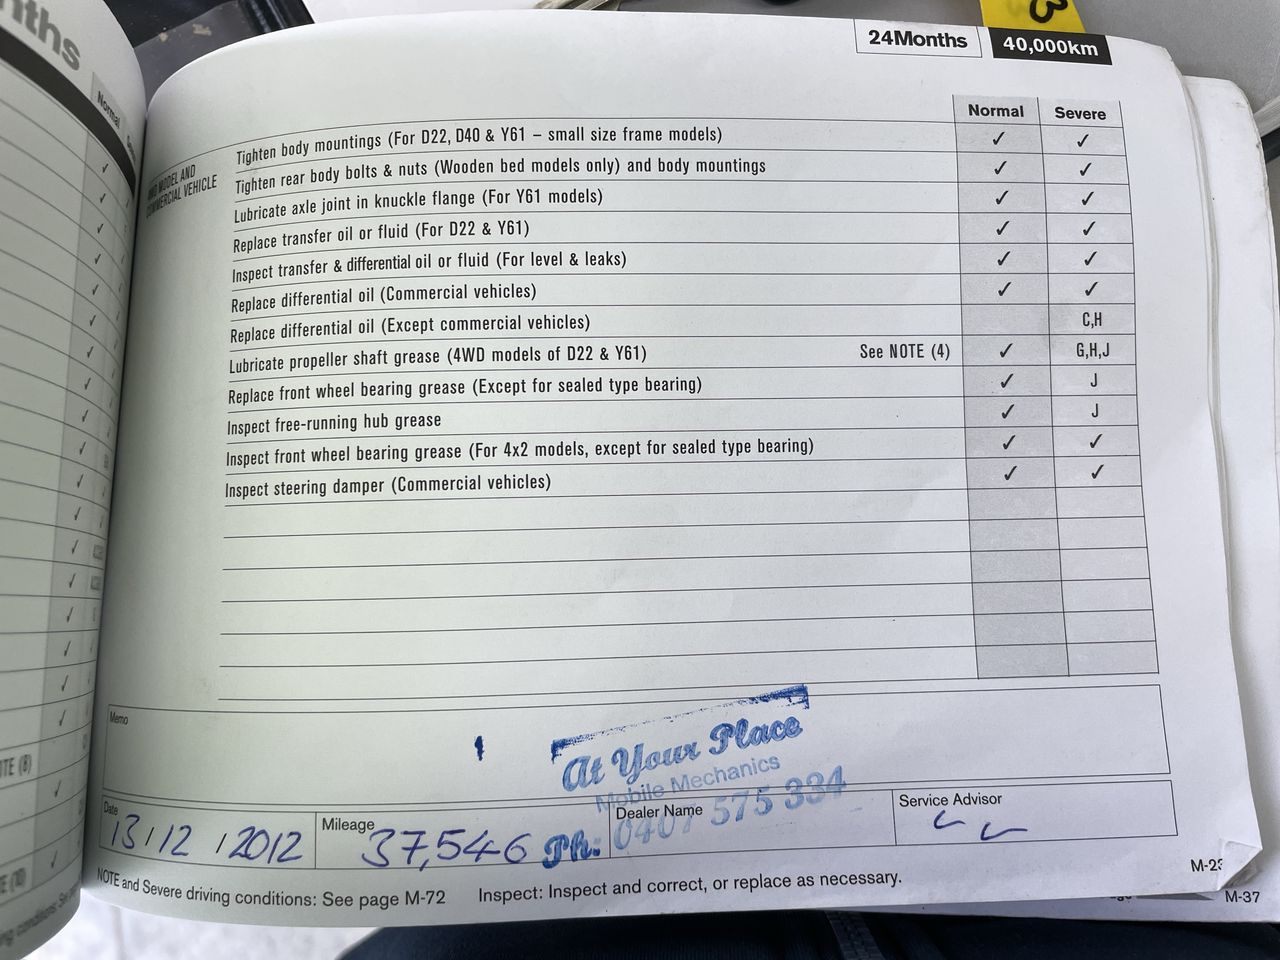 nths
Normal
24Months 40,000km
Normal Severe
4WD MODEL AND
COMMERCIAL VEHICLE
Tighten body mountings (For D22, D40 & Y61 – small size frame models) ✓ ✓
Tighten rear body bolts & nuts (Wooden bed models only) and body mountings ✓ ✓
Lubricate axle joint in knuckle flange (For Y61 models) ✓ ✓
Replace transfer oil or fluid (For D22 & Y61) ✓ ✓
Inspect transfer & differential oil or fluid (For level & leaks) ✓ ✓
Replace differential oil (Commercial vehicles) ✓ ✓
Replace differential oil (Except commercial vehicles) C,H
Lubricate propeller shaft grease (4WD models of D22 & Y61) See NOTE (4) ✓ G,H,J
Replace front wheel bearing grease (Except for sealed type bearing) ✓ J
Inspect free-running hub grease ✓ J
Inspect front wheel bearing grease (For 4x2 models, except for sealed type bearing) ✓ ✓
Inspect steering damper (Commercial vehicles) ✓ ✓
Memo
At Your Place
Mobile Mechanics
Ph: 0407 575 334
Date 13/12/2012 Mileage 37,546 Dealer Name Service Advisor
NOTE and Severe driving conditions: See page M-72 Inspect: Inspect and correct, or replace as necessary.
M-23
M-37